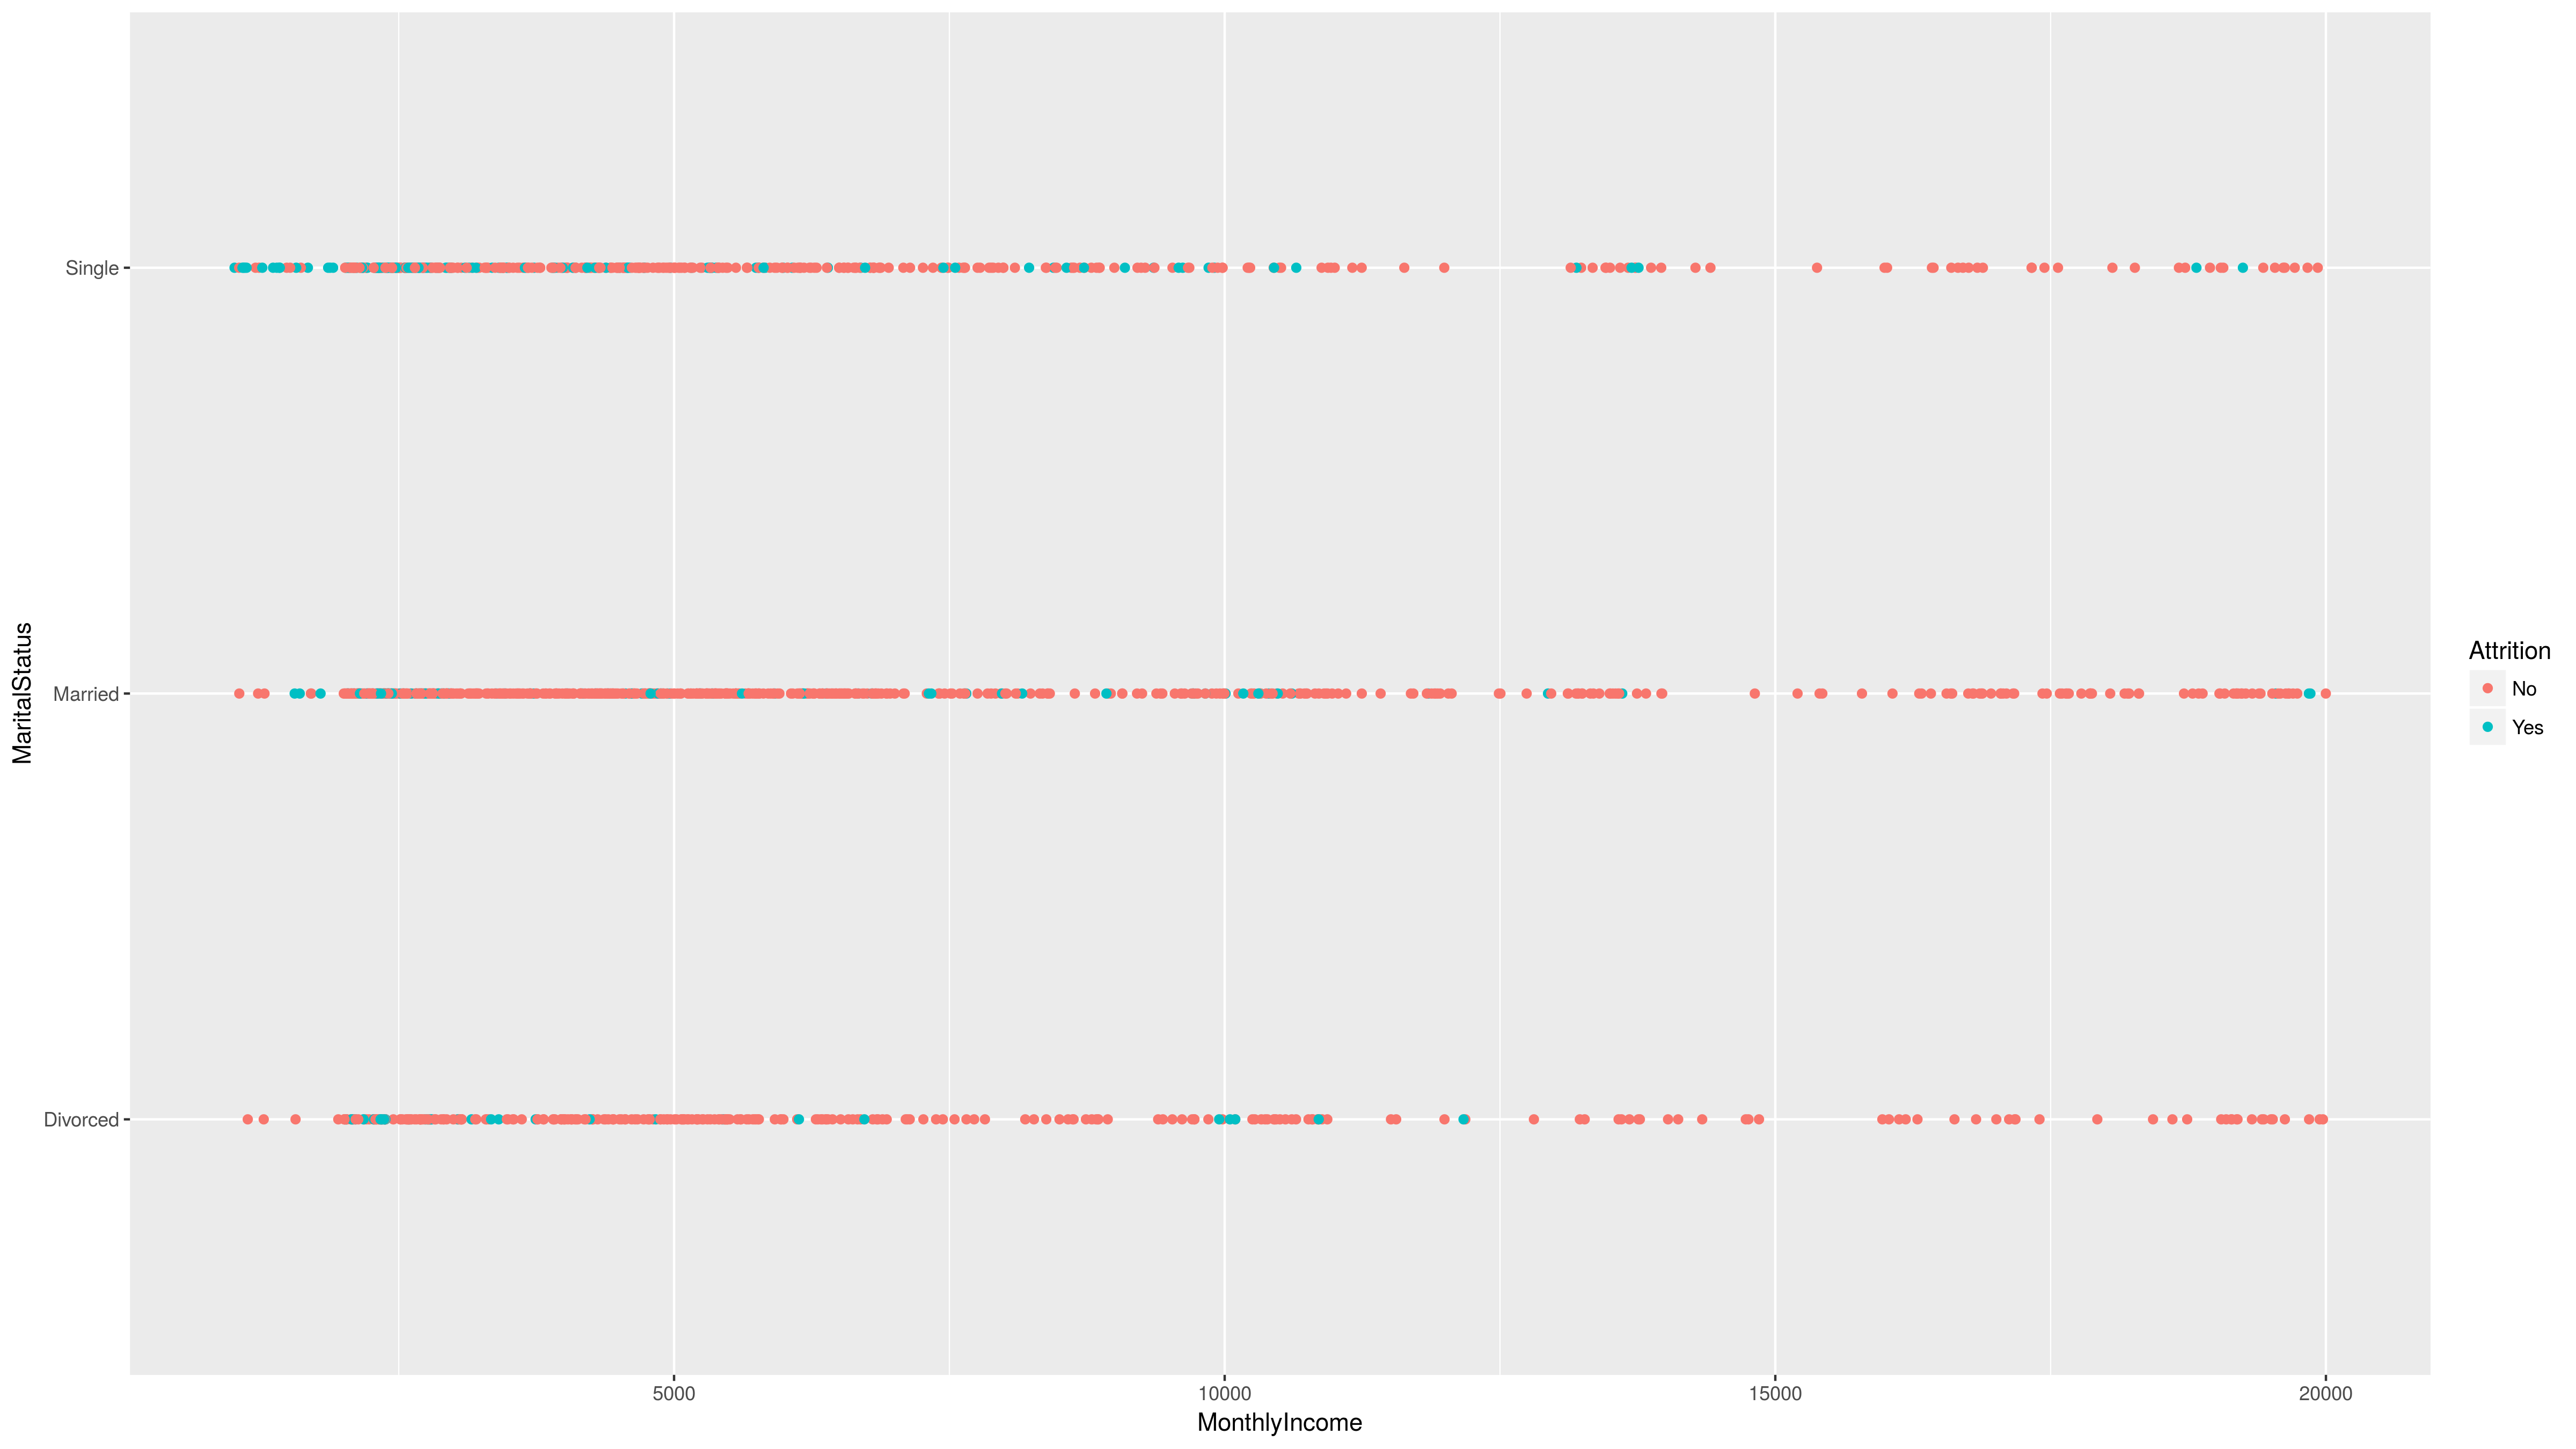 MaritalStatus
Single
Married
Divorced
5000
10000
15000
20000
MonthlyIncome
Attrition
No
Yes